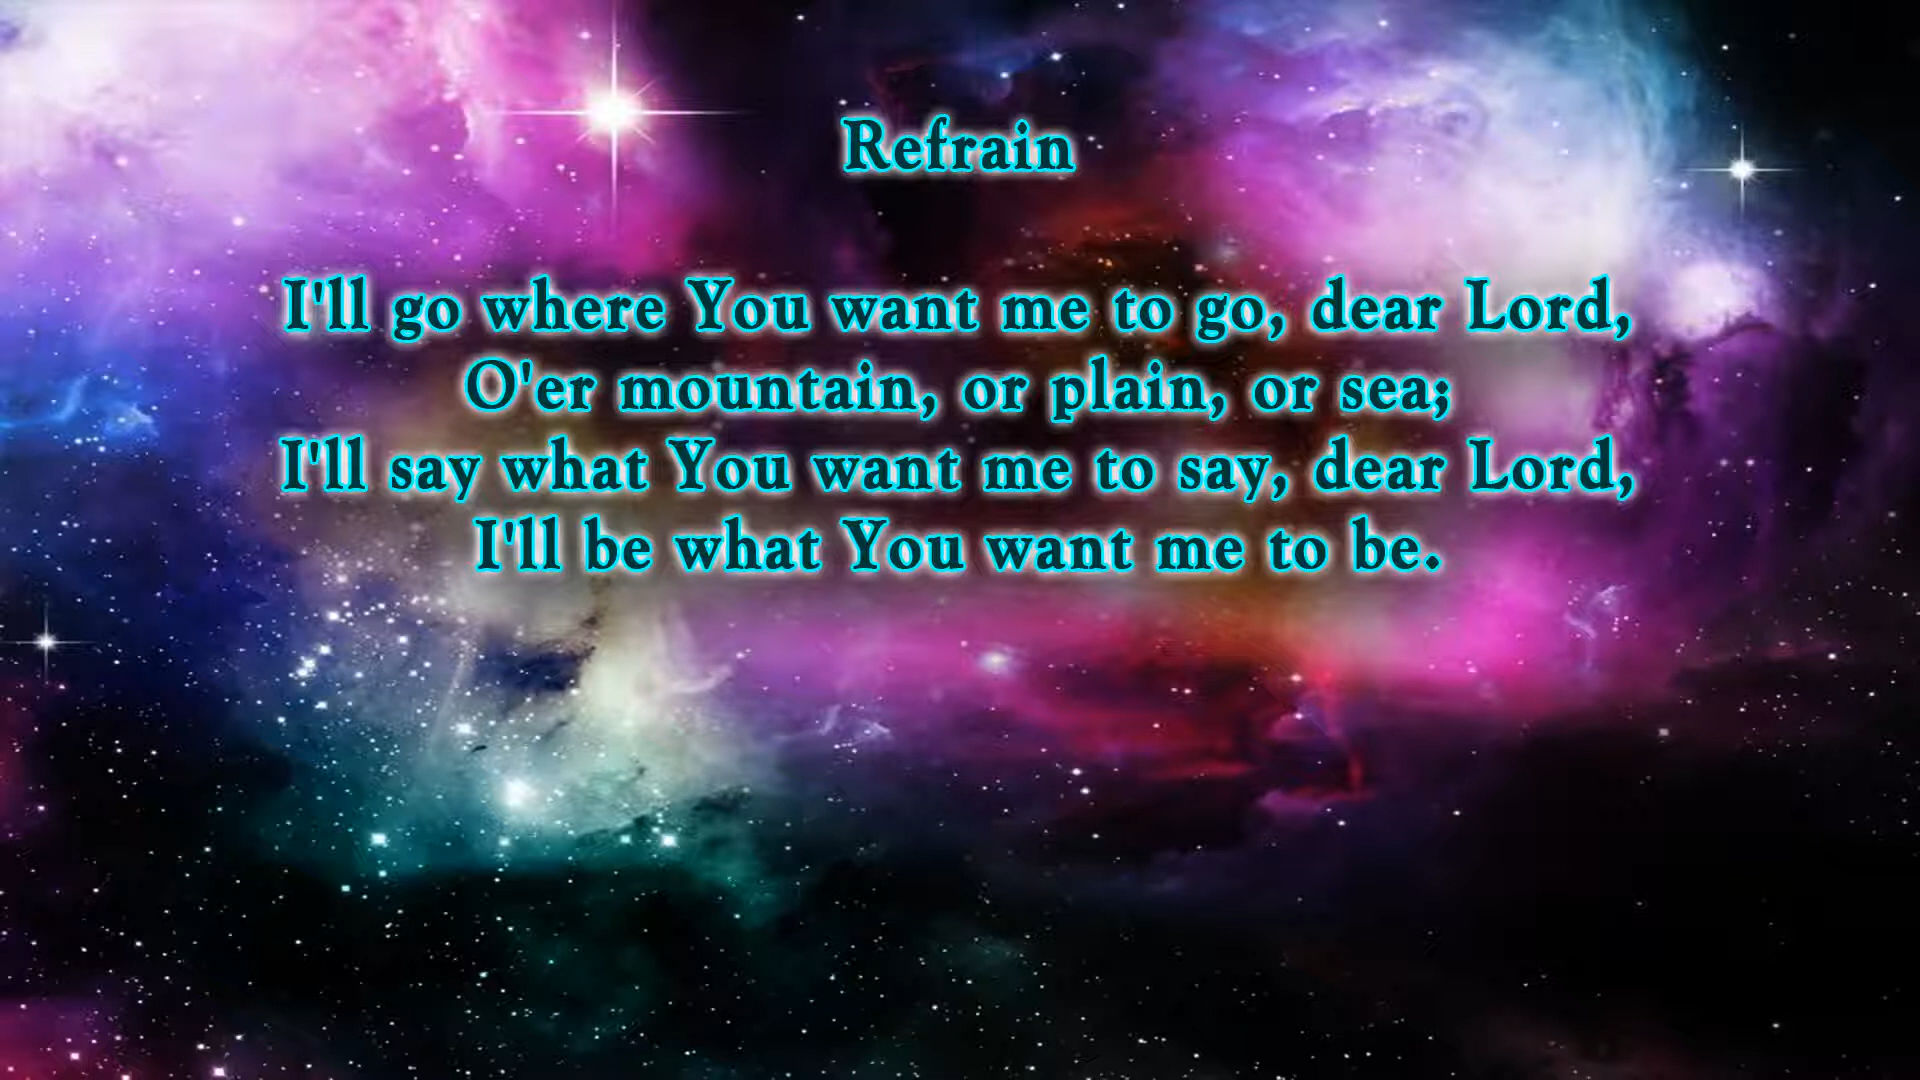 Refrain
I'll go where You want me to go, dear Lord,
O'er mountain, or plain, or sea;
I'll say what You want me to say, dear Lord,
I'll be what You want me to be.